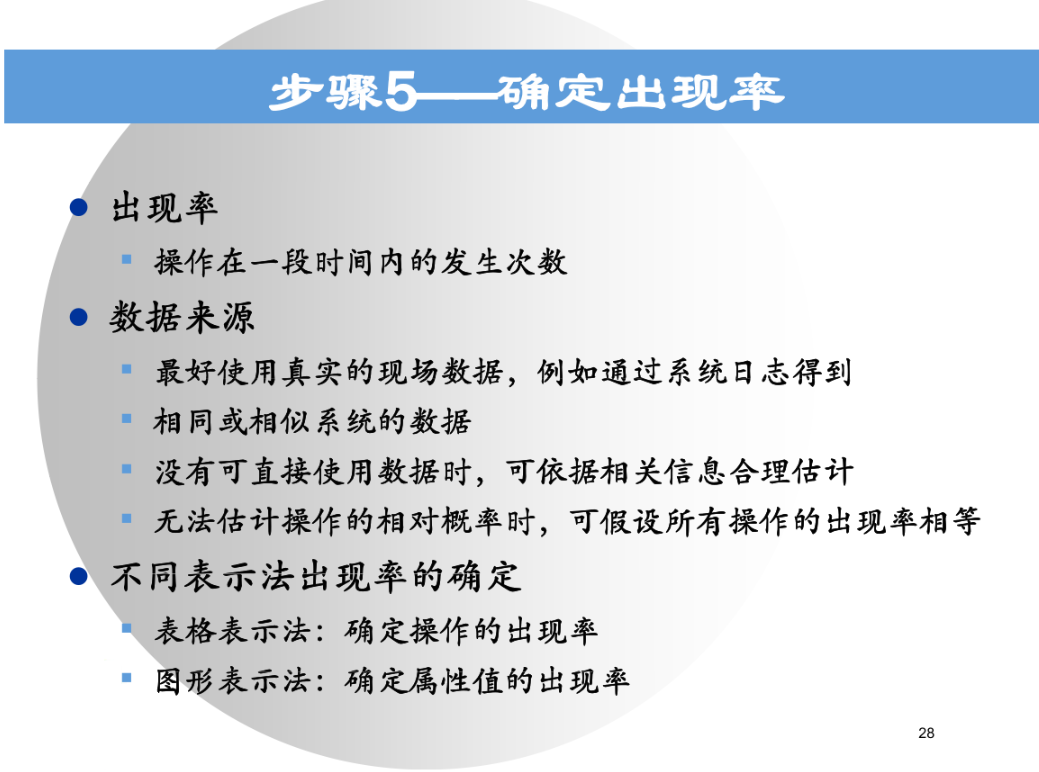 步骤5——确定出现率
出现率
操作在一段时间内的发生次数
数据来源
最好使用真实的现场数据，例如通过系统日志得到
相同或相似系统的数据
没有可直接使用数据时，可依据相关信息合理估计
无法估计操作的相对概率时，可假设所有操作的出现率相等
不同表示法出现率的确定
表格表示法：确定操作的出现率
图形表示法：确定属性值的出现率
28